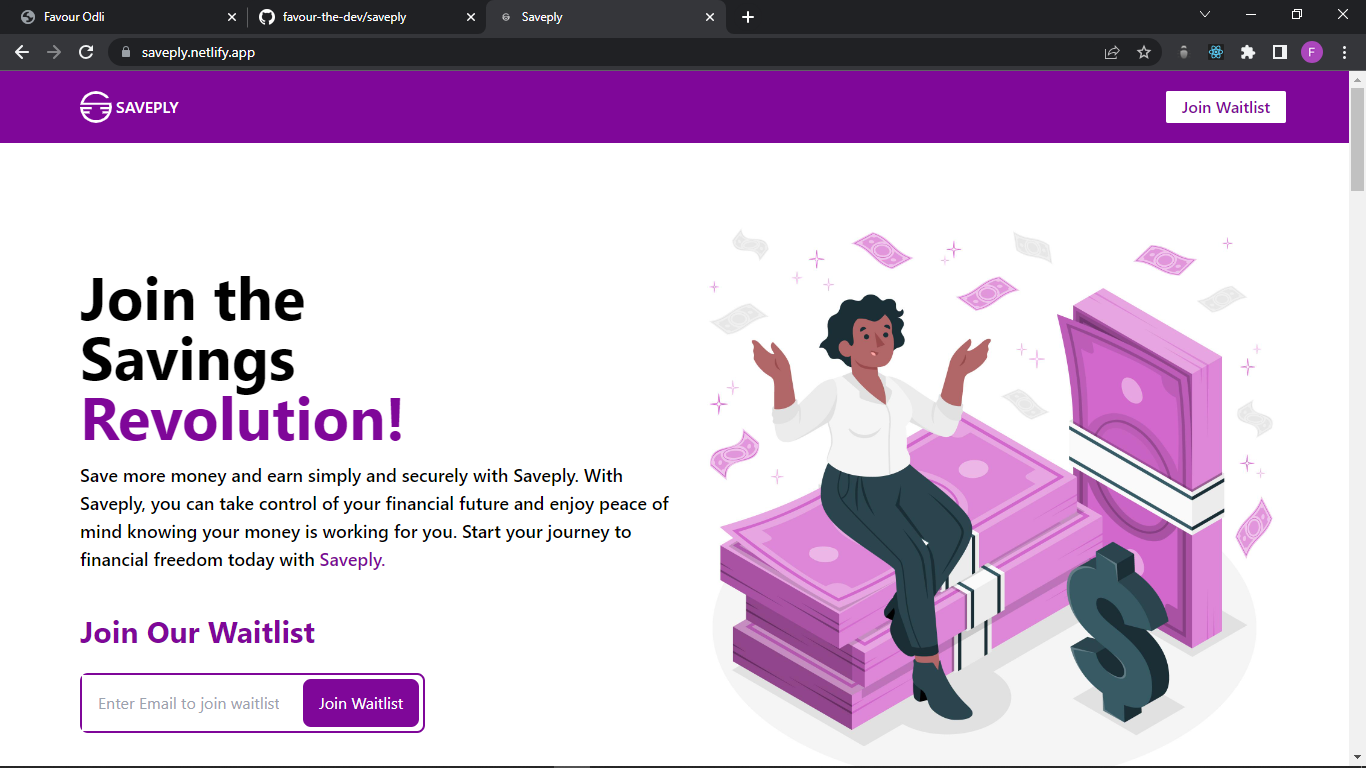 Favour Odli
favour-the-dev/saveply
Saveply
saveply.netlify.app
F
SAVEPLY
Join Waitlist
Join the
Savings
Revolution!
Save more money and earn simply and securely with Saveply. With
Saveply, you can take control of your financial future and enjoy peace of
mind knowing your money is working for you. Start your journey to
financial freedom today with Saveply.
Join Our Waitlist
Enter Email to join waitlist
Join Waitlist
$